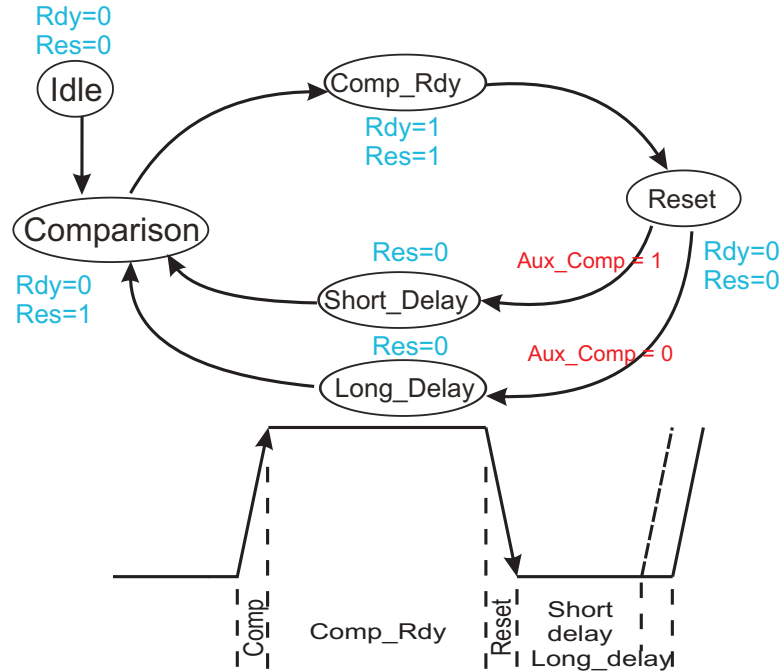 Rdy=0
Res=0
Idle
Comp_Rdy
Rdy=1
Res=1
Reset
Comparison
Rdy=0
Res=1
Res=0
Short_Delay
Aux_Comp = 1
Rdy=0
Res=0
Res=0
Long_Delay
Aux_Comp = 0
Comp
Comp_Rdy
Reset
Short
delay
Long_delay